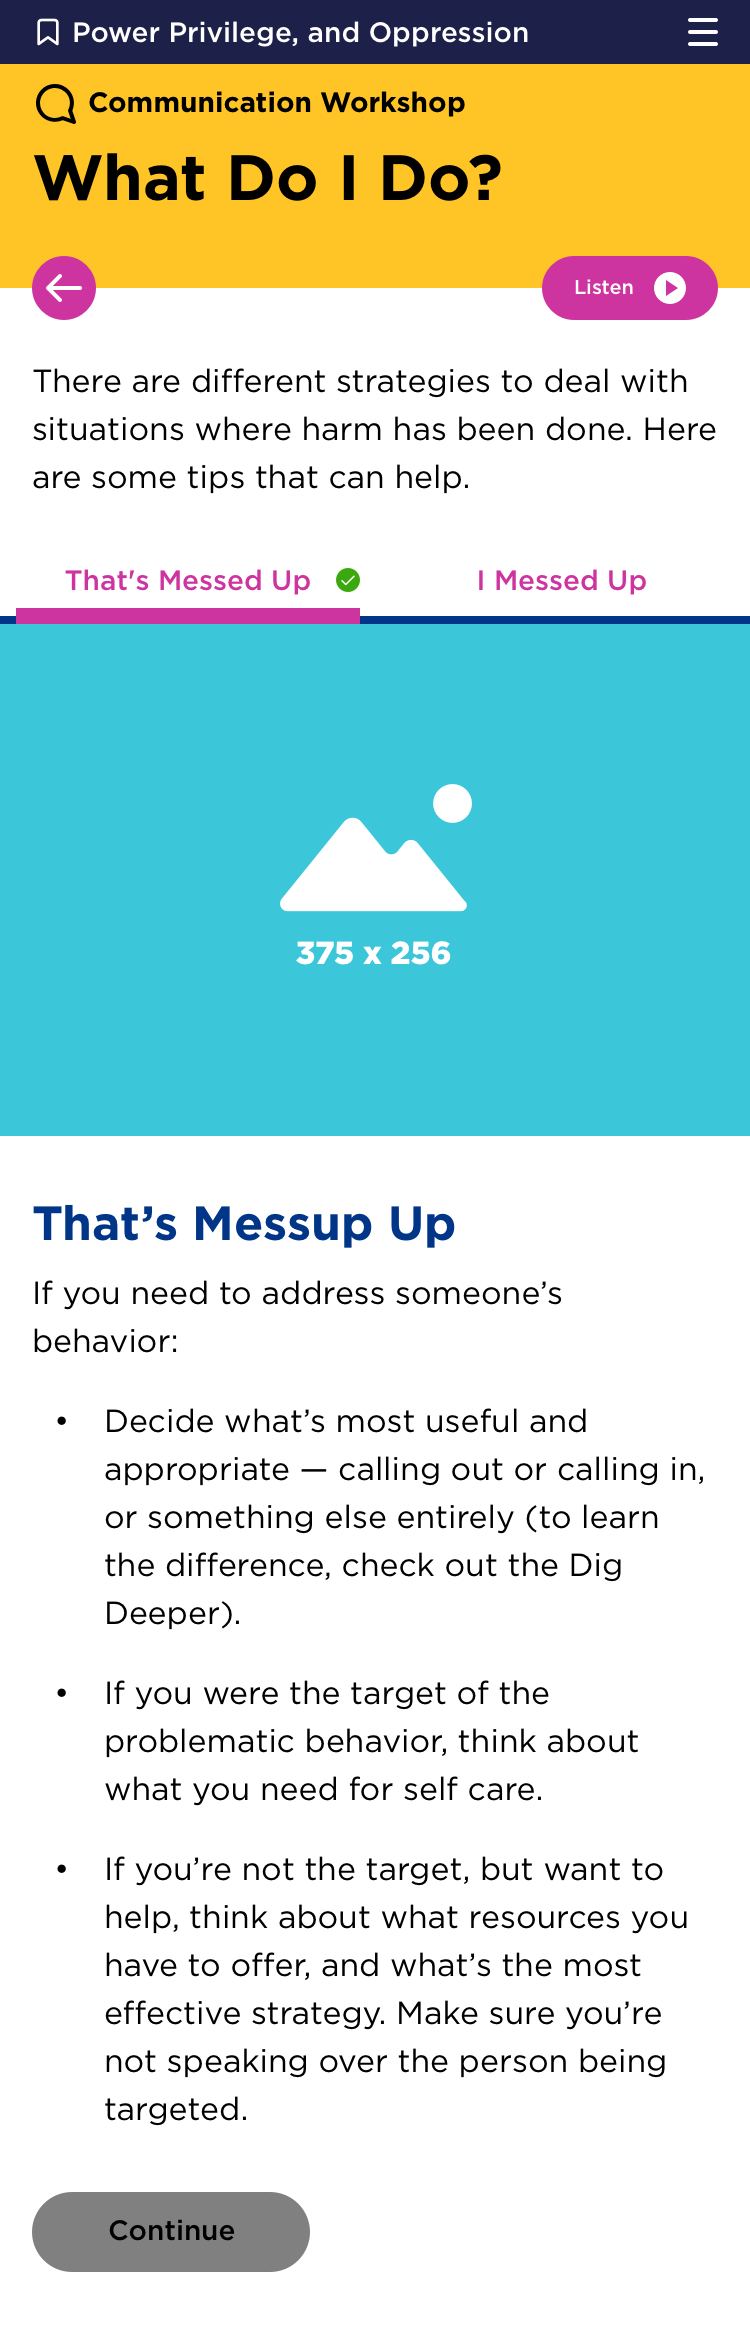 Power Privilege, and Oppression
Communication Workshop
What Do I Do?
Listen
There are different strategies to deal with
situations where harm has been done. Here
are some tips that can help.
That's Messed Up
I Messed Up
375 x 256
That’s Messup Up
If you need to address someone’s
behavior:
• Decide what’s most useful and
appropriate — calling out or calling in,
or something else entirely (to learn
the difference, check out the Dig
Deeper).
• If you were the target of the
problematic behavior, think about
what you need for self care.
• If you’re not the target, but want to
help, think about what resources you
have to offer, and what’s the most
effective strategy. Make sure you’re
not speaking over the person being
targeted.
Continue